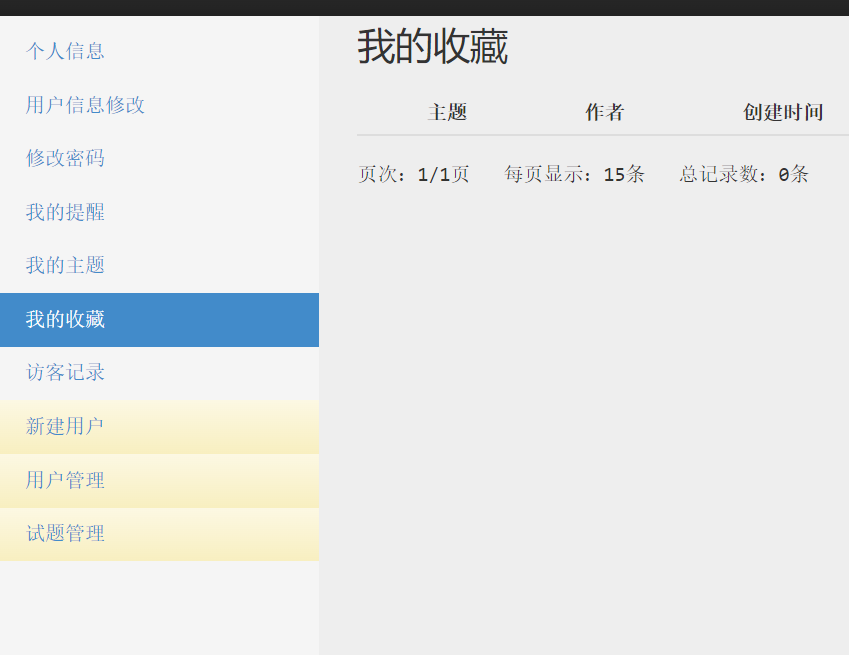 个人信息
用户信息修改
修改密码
我的提醒
我的主题
我的收藏
访客记录
新建用户
用户管理
试题管理
我的收藏
主题 作者 创建时间
页次: 1/1页 每页显示: 15条 总记录数: 0条